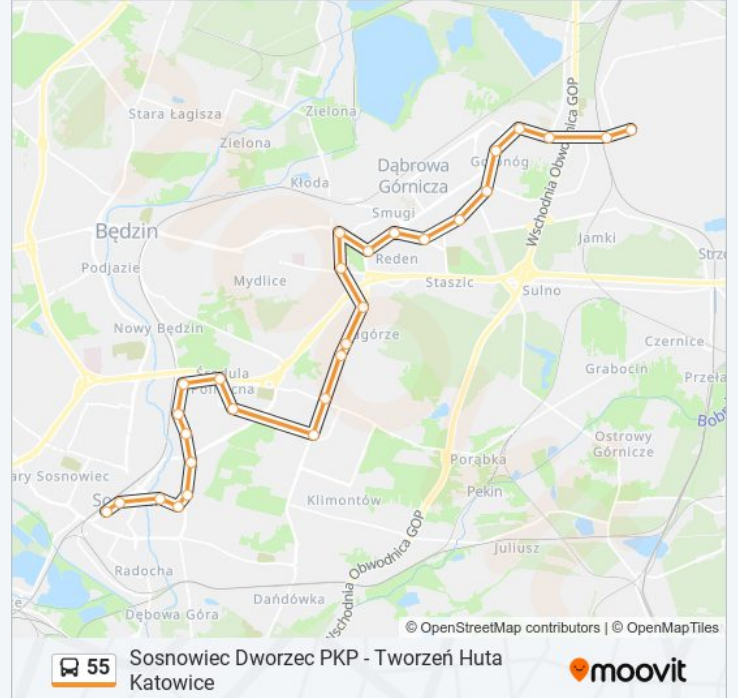 Stara Łagisza
Zielona
Zielona
Wschodnia Obwodnica GOP
Dąbrowa
Górnicza
Kłoda
Smugi
Będzin
Jamki
Reden
Podjazie
Mydlice
Staszic
Sulno
Nowy Będzin
Czernice
Grabocin
Ostrowy
Górnicze
Porąbka
Pekin
Klimontów
Juliusz
Radocha
Dańdówka
Dębowa Góra
© OpenStreetMap contributors | © OpenMapTiles
55
Sosnowiec Dworzec PKP - Tworzeń Huta
Katowice
moovit